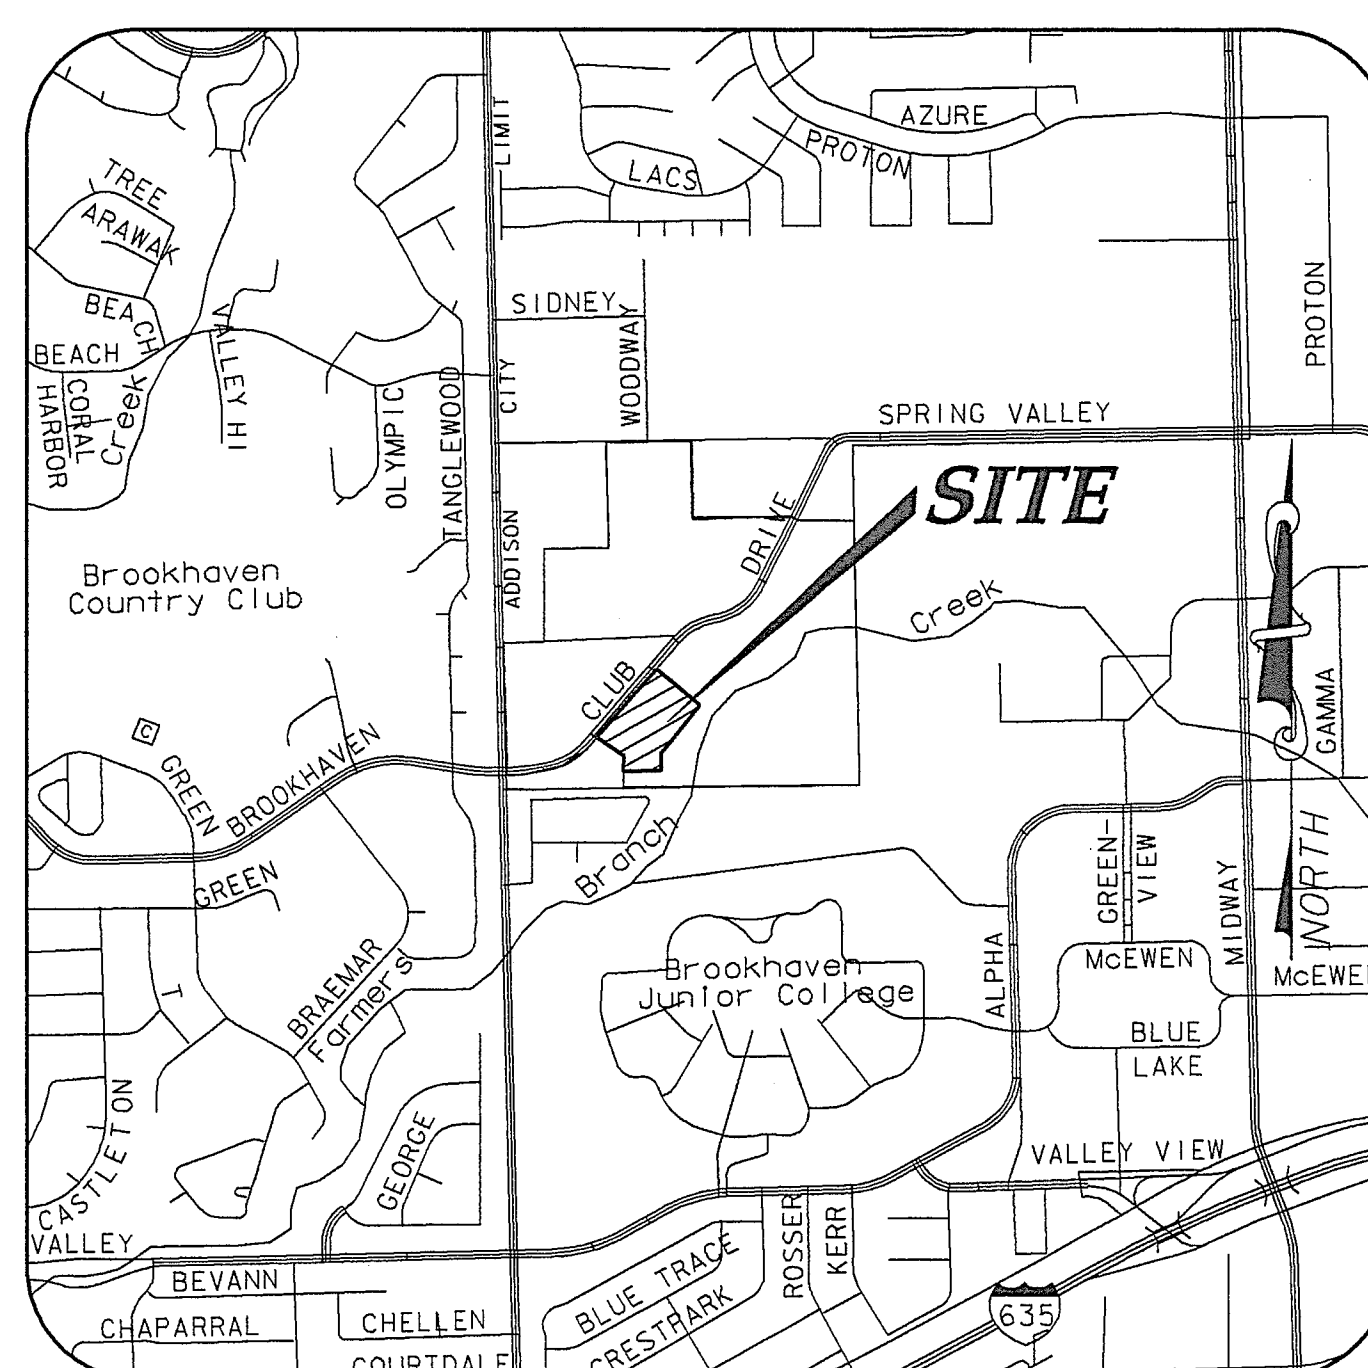 LIMIT
AZURE
PROTON
LACS
TREE
ARAWAK
BEACH
BEACH
VALLEY HI
CORAL
HARBOR
Creek
SIDNEY
WOODWAY
CITY
OLYMPIC
TANGLEWOOD
PROTON
SPRING VALLEY
SITE
DRIVE
ADDISON
Brookhaven
Country Club
Creek
CLUB
GAMMA
C
GREEN
BROOKHAVEN
GREEN
Branch
GREEN-
VIEW
MIDWAY
NORTH
ALPHA
McEWEN
McEWE
Brookhaven
Junior College
BRAEMAR
Farmers
T
BLUE
LAKE
CASTLETON
GEORGE
VALLEY VIEW
VALLEY
BEVANN
ROSSER
KERR
BLUE TRACE
CRESTPARK
CHAPARRAL
CHELLEN
COURTDALE
635